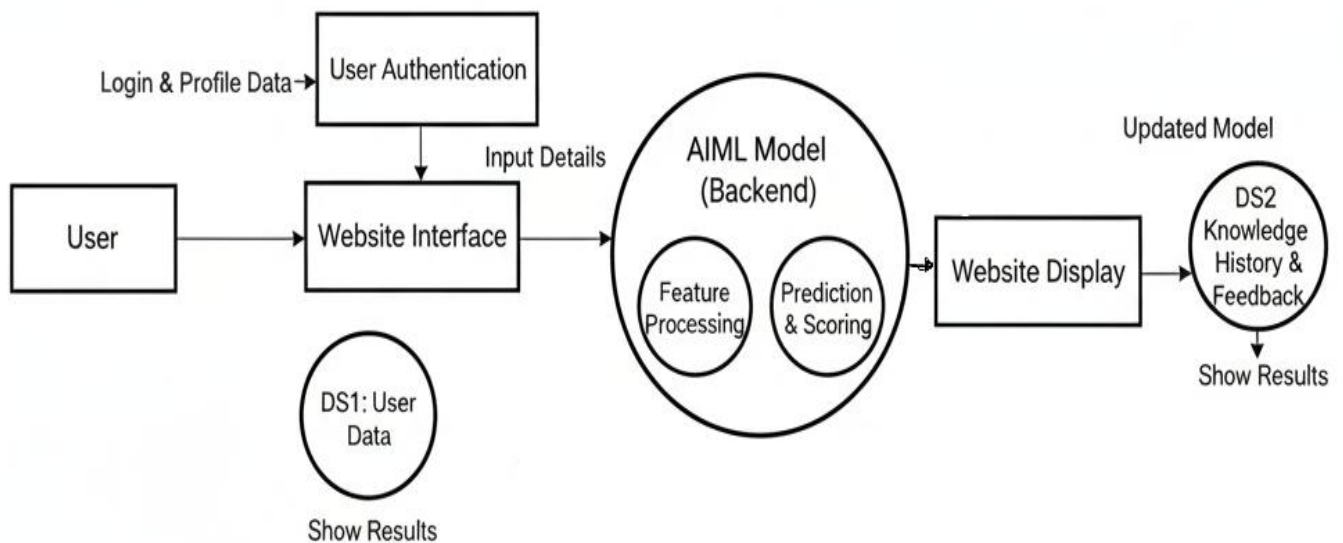 User Authentication
Login & Profile Data
Input Details
User
Website Interface
AIML Model
(Backend)
Feature
Processing
Prediction
& Scoring
Website Display
Updated Model
DS2
Knowledge
History &
Feedback
Show Results
DS1: User
Data
Show Results